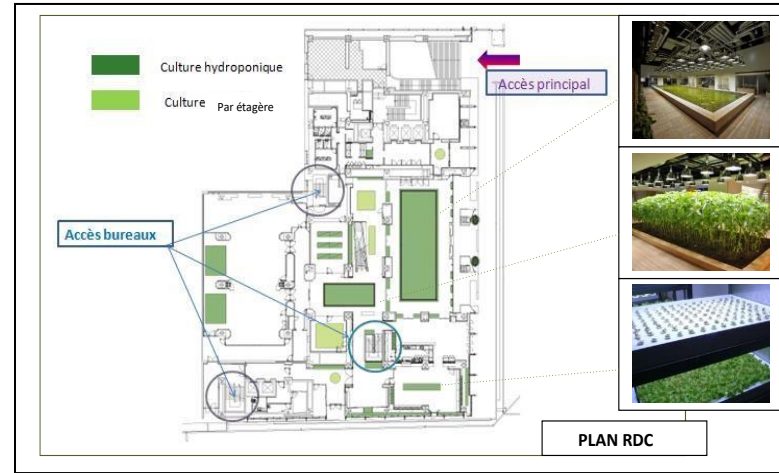 Culture hydroponique
Culture Par étagère
Accès principal
Accès bureaux
PLAN RDC